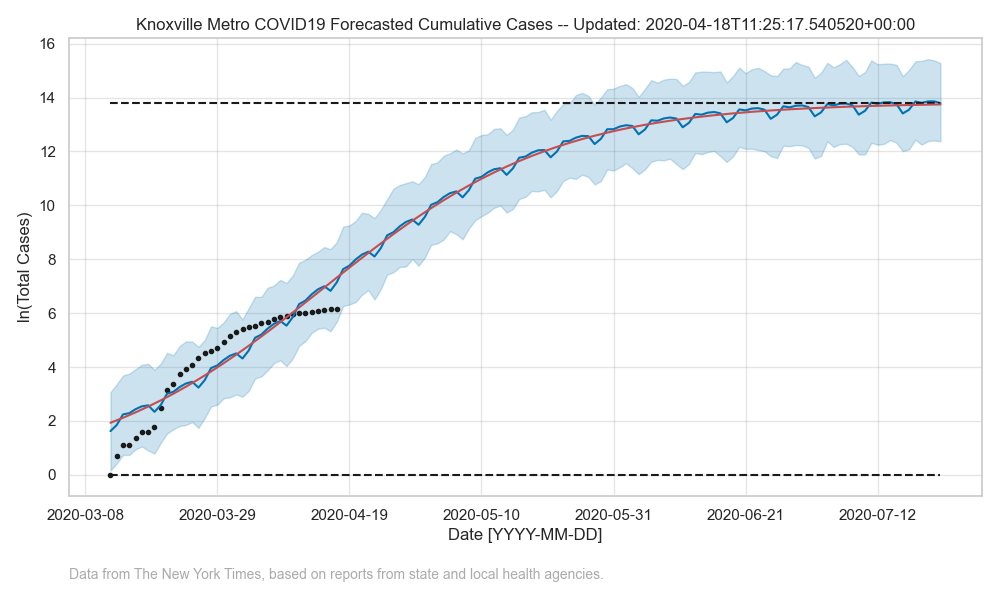 Knoxville Metro COVID19 Forecasted Cumulative Cases -- Updated: 2020-04-18T11:25:17.540520+00:00
16
14
12
10
8
6
4
2
0
ln(Total Cases)
2020-03-08 2020-03-29 2020-04-19 2020-05-10 2020-05-31 2020-06-21 2020-07-12
Date [YYYY-MM-DD]
Data from The New York Times, based on reports from state and local health agencies.